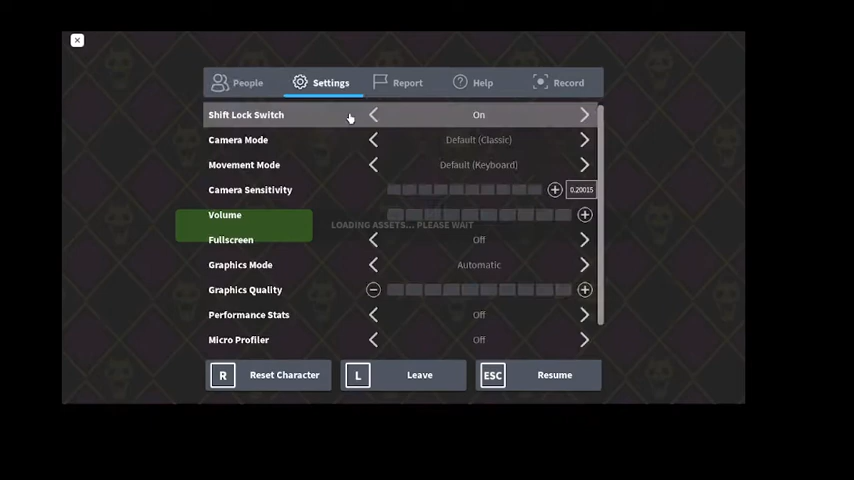 People Settings Report Help Record
Shift Lock Switch On
Camera Mode Default (Classic)
Movement Mode Default (Keyboard)
Camera Sensitivity 0.20015
Volume
LOADING ASSETS... PLEASE WAIT
Fullscreen Off
Graphics Mode Automatic
Graphics Quality
Performance Stats Off
Micro Profiler Off
R Reset Character L Leave ESC Resume